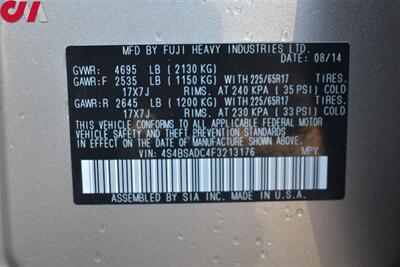 MFD. BY FUJI HEAVY INDUSTRIES LTD.
DATE: 08/14
GVWR: 4695 LB (2130 KG)
GAWR:F 2535 LB (1150 KG) WITH 225/65R17 TIRES.
17X7J RIMS. AT 240 KPA (35 PSI) COLD
GAWR:R 2645 LB (1200 KG) WITH 225/65R17 TIRES.
17X7J RIMS. AT 230 KPA (33 PSI) COLD
THIS VEHICLE CONFORMS TO ALL APPLICABLE
FEDERAL MOTOR VEHICLE SAFETY STANDARDS IN EFFECT
ON THE DATE OF MANUFACTURE SHOWN ABOVE.
VIN: 4S4BSADC4F3213176 MPV
ASSEMBLED BY SIA INC. MADE IN